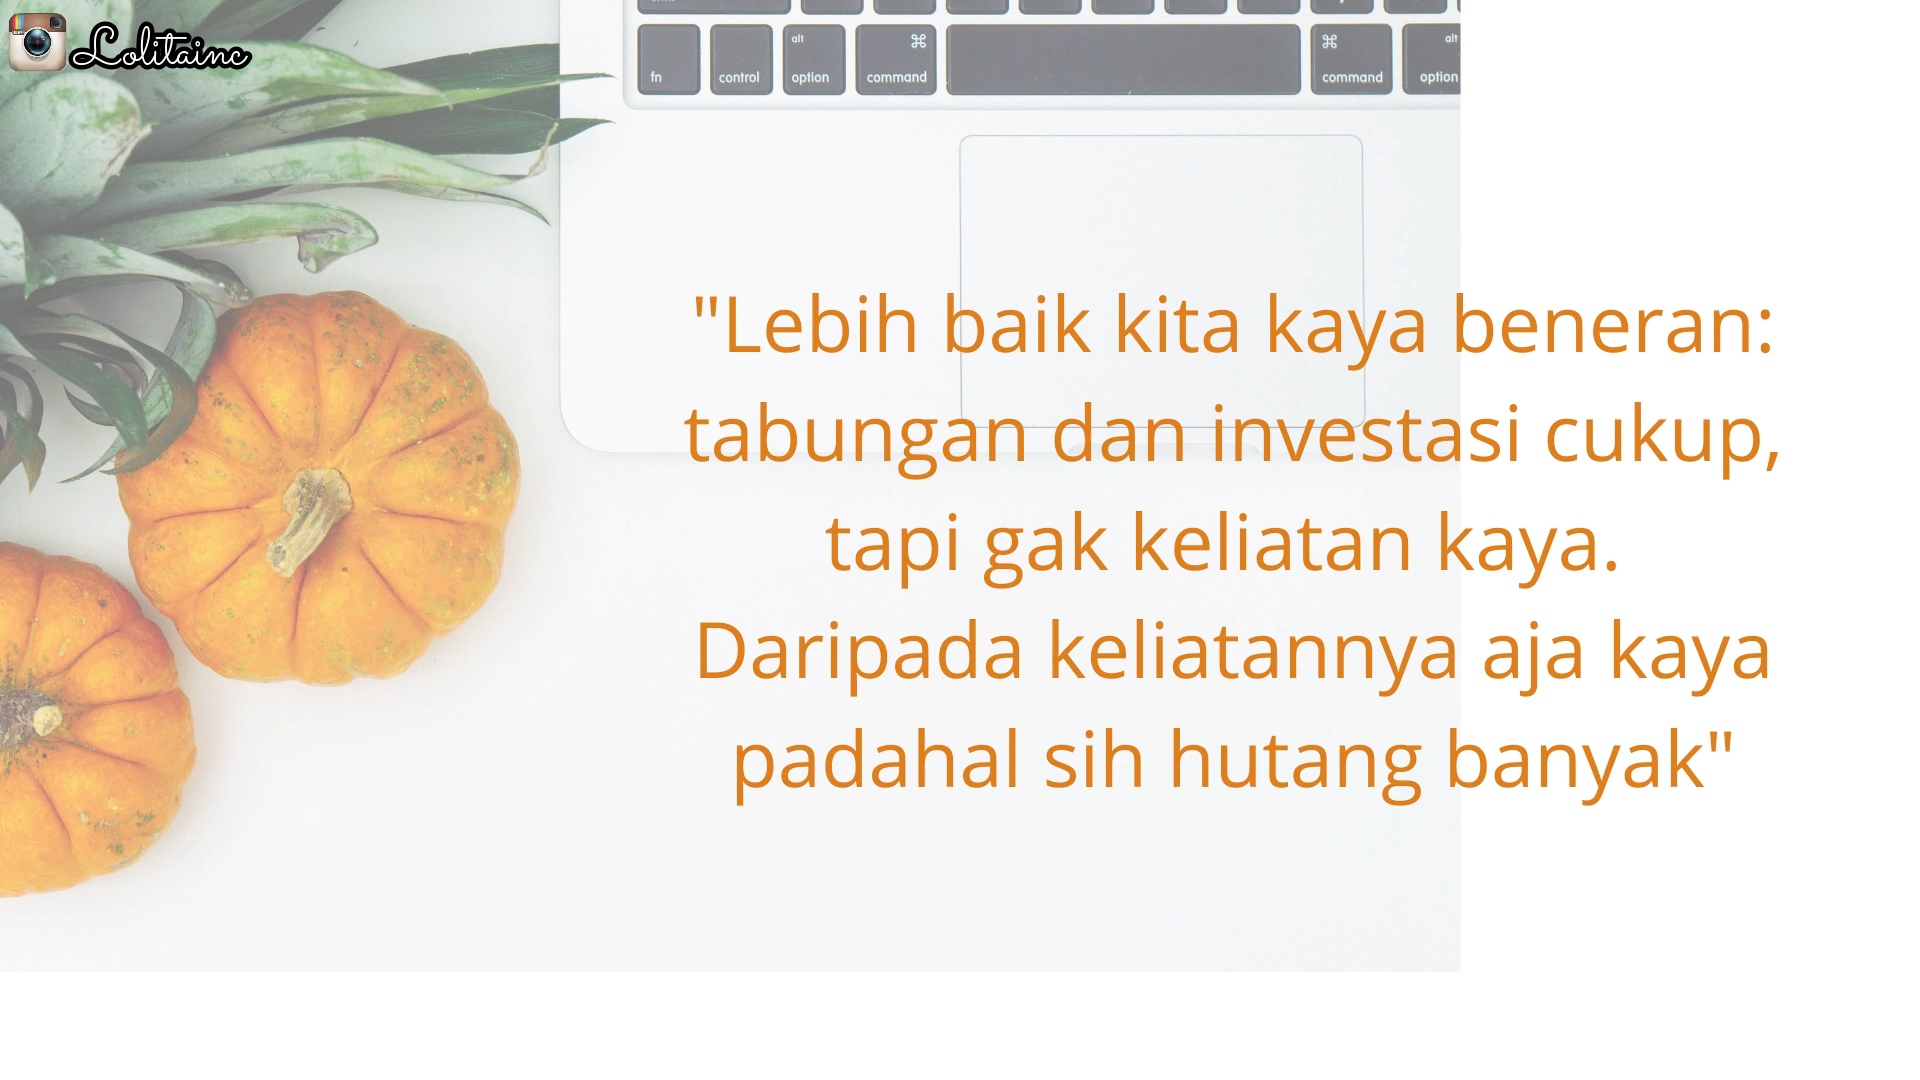 Lolitainc
alt
⌘
⌘
alt
fn
control
option
command
command
option
"Lebih baik kita kaya beneran:
tabungan dan investasi cukup,
tapi gak keliatan kaya.
Daripada keliatannya aja kaya
padahal sih hutang banyak"